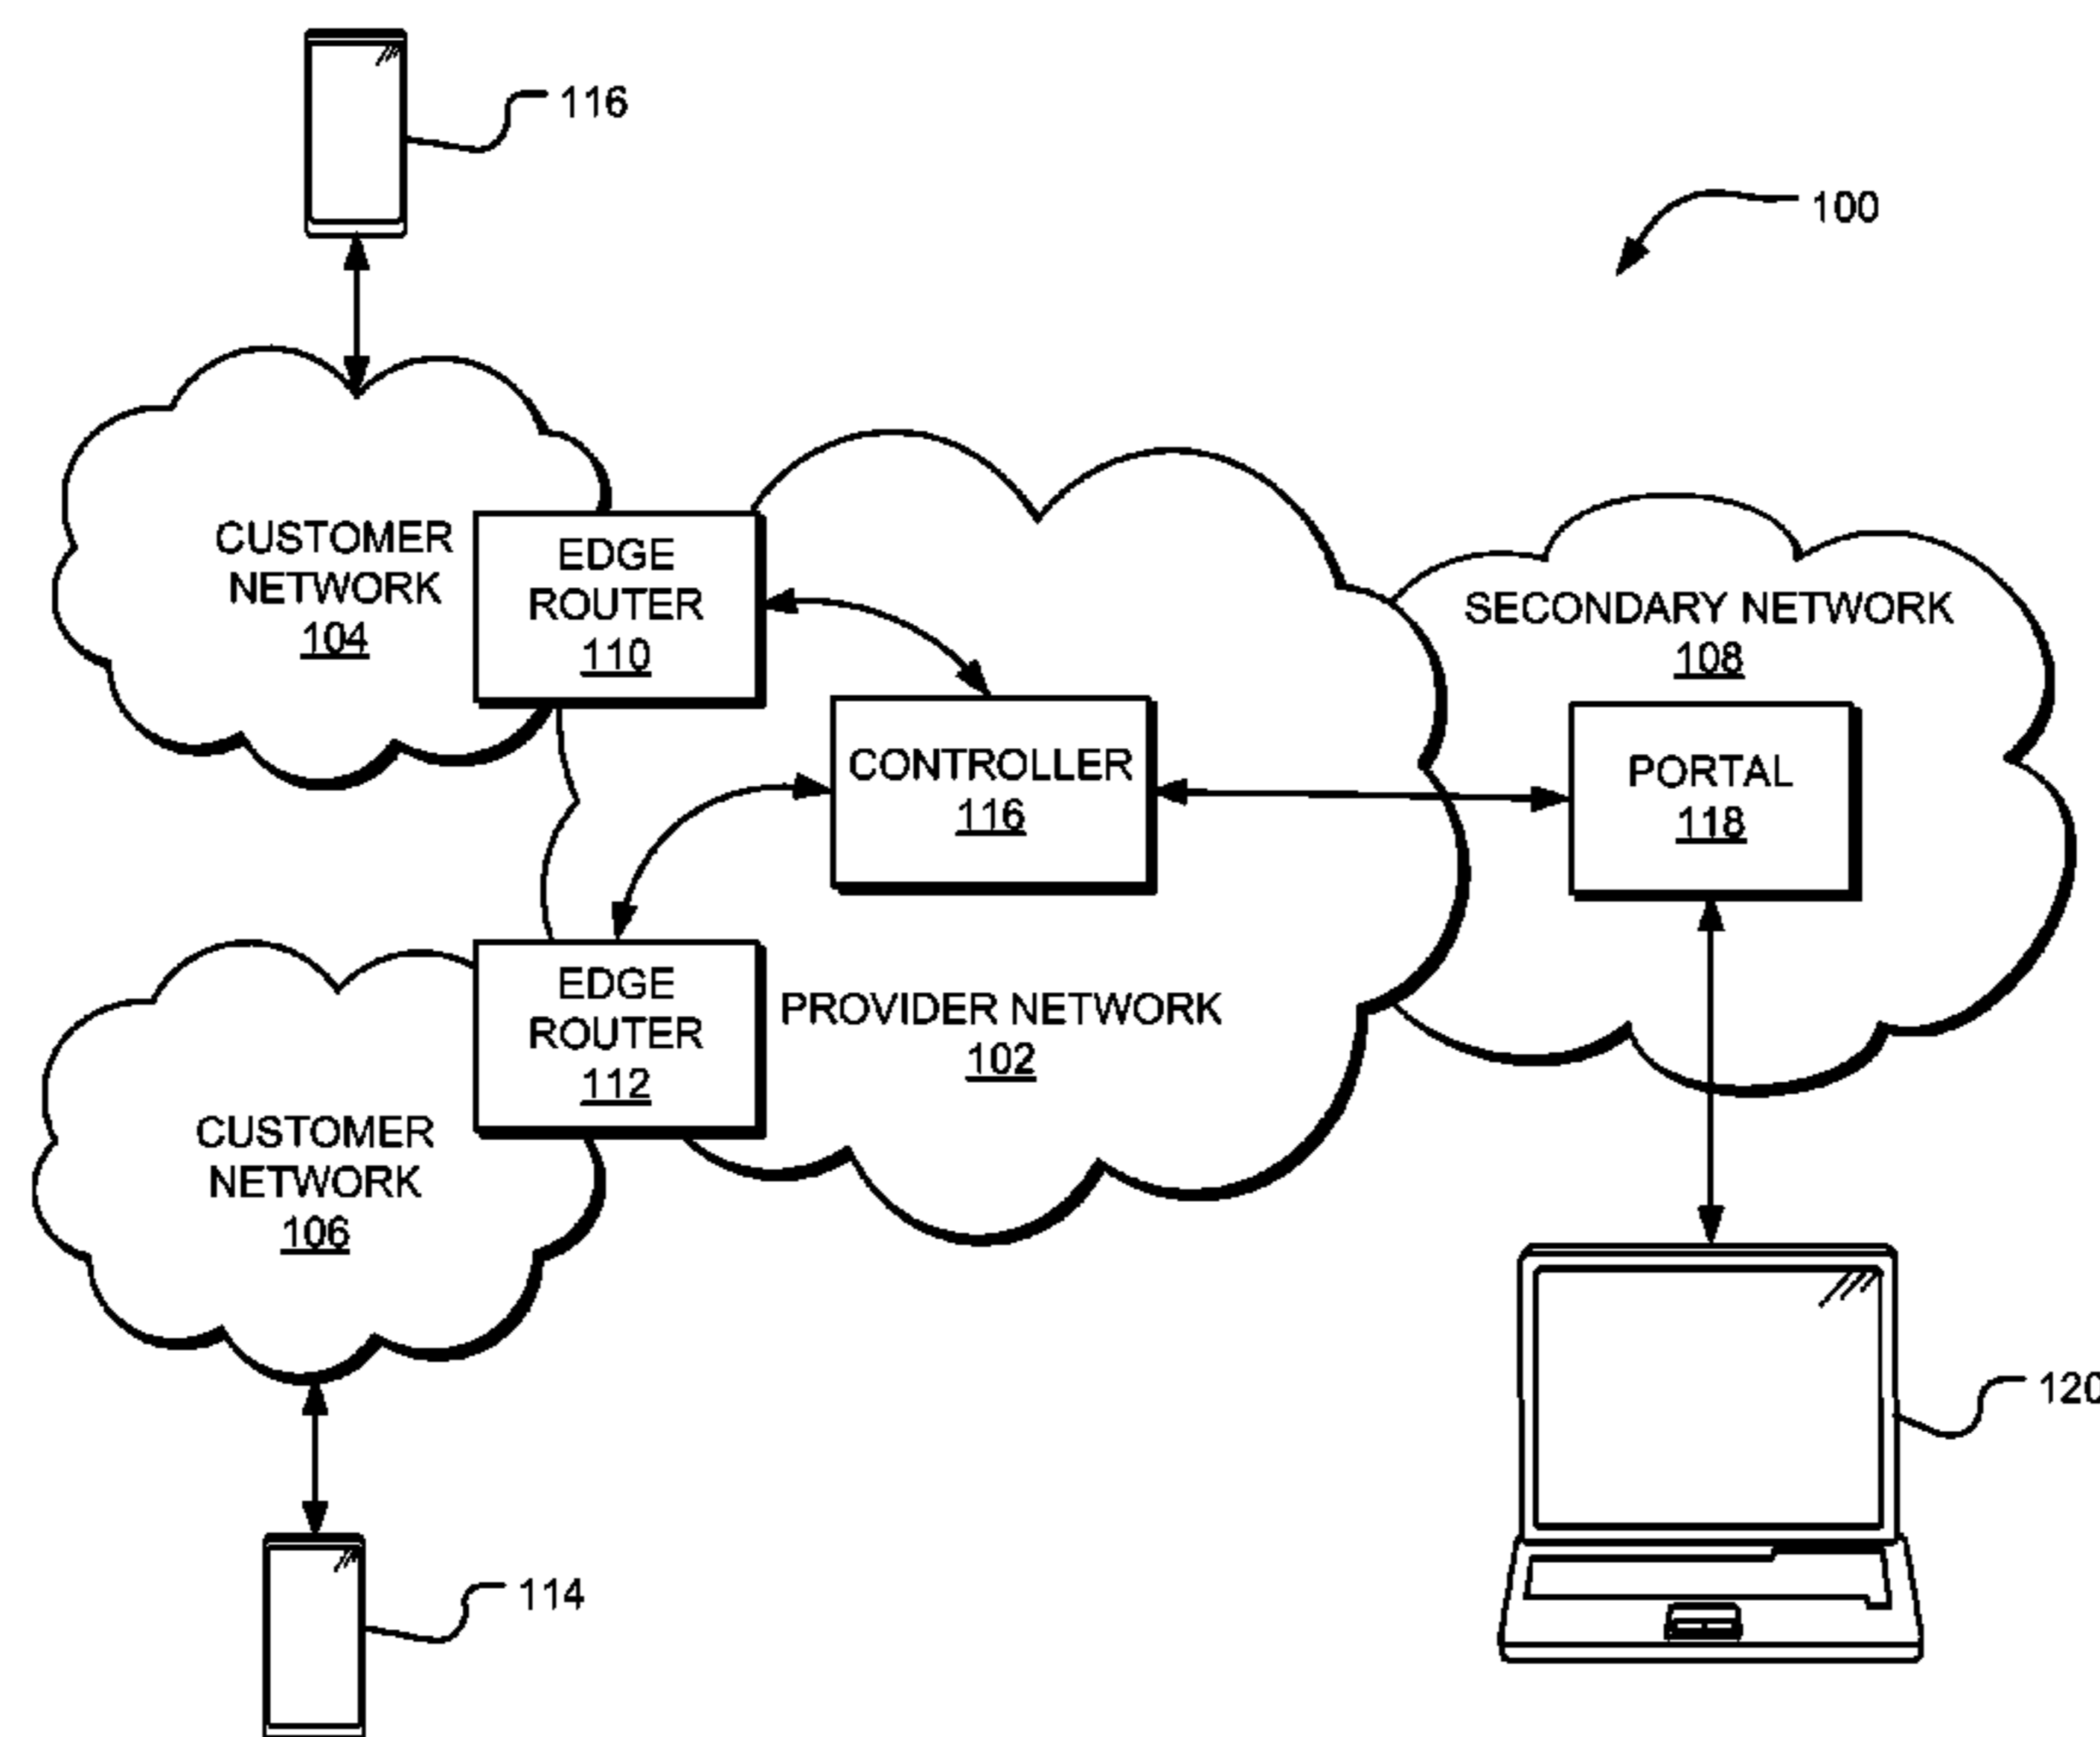 116
100
CUSTOMER
NETWORK
104
EDGE
ROUTER
110
SECONDARY NETWORK
108
CONTROLLER
116
PORTAL
118
EDGE
ROUTER
112
PROVIDER NETWORK
102
CUSTOMER
NETWORK
106
120
114